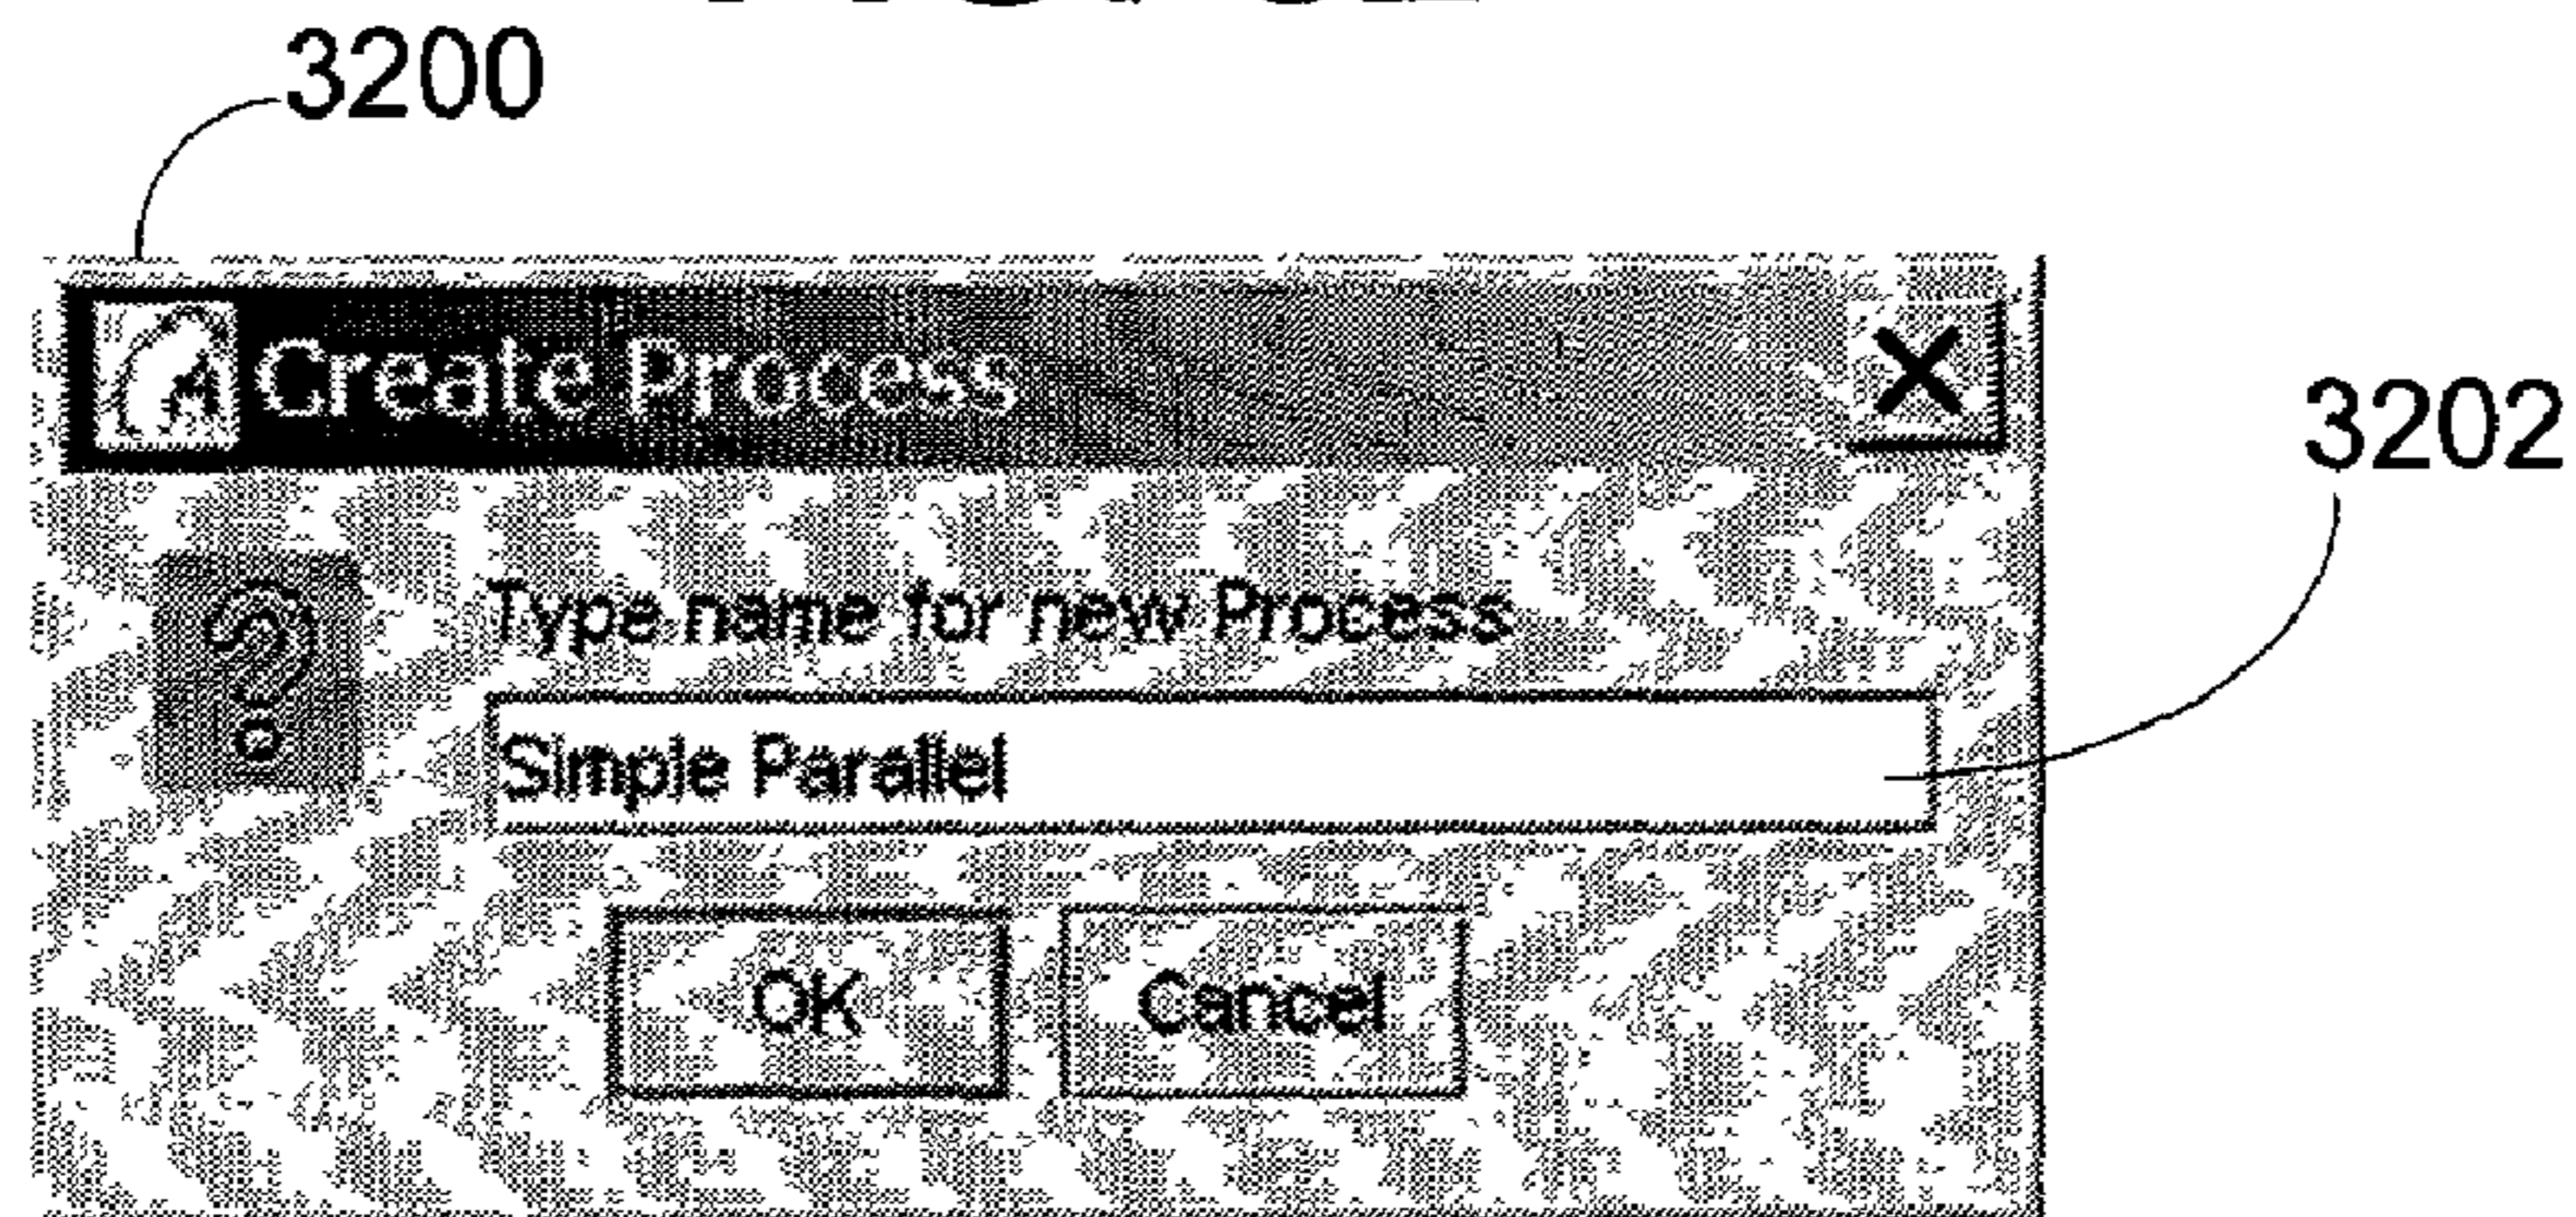 3200
Create Process
3202
Type name for new Process
Simple Parallel
OK Cancel